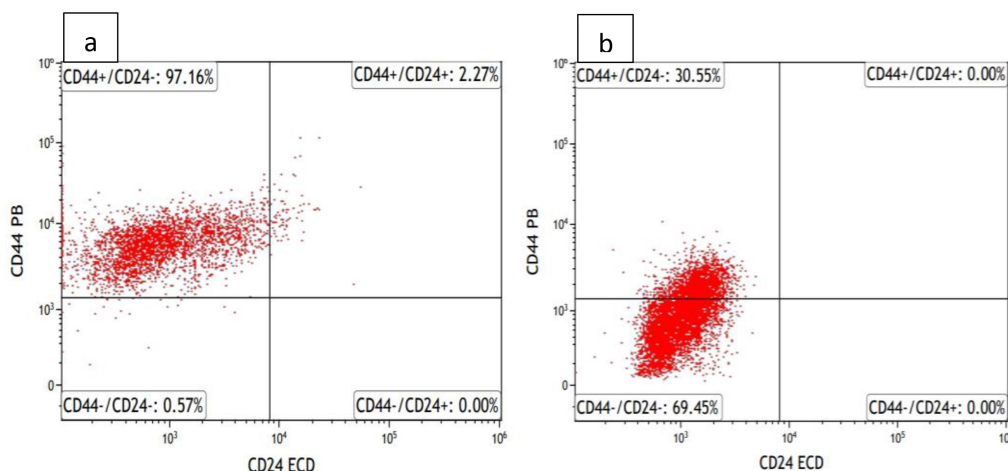 a
CD44+/CD24-: 97.16%
CD44+/CD24+: 2.27%
CD44-/CD24-: 0.57%
CD44-/CD24+: 0.00%
10⁶
10⁵
10⁴
10³
0
CD44 PB
10³
10⁴
10⁵
10⁶
CD24 ECD
b
CD44+/CD24-: 30.55%
CD44+/CD24+: 0.00%
CD44-/CD24-: 69.45%
CD44-/CD24+: 0.00%
10⁶
10⁵
10⁴
10³
0
CD44 PB
10³
10⁴
10⁵
10⁶
CD24 ECD